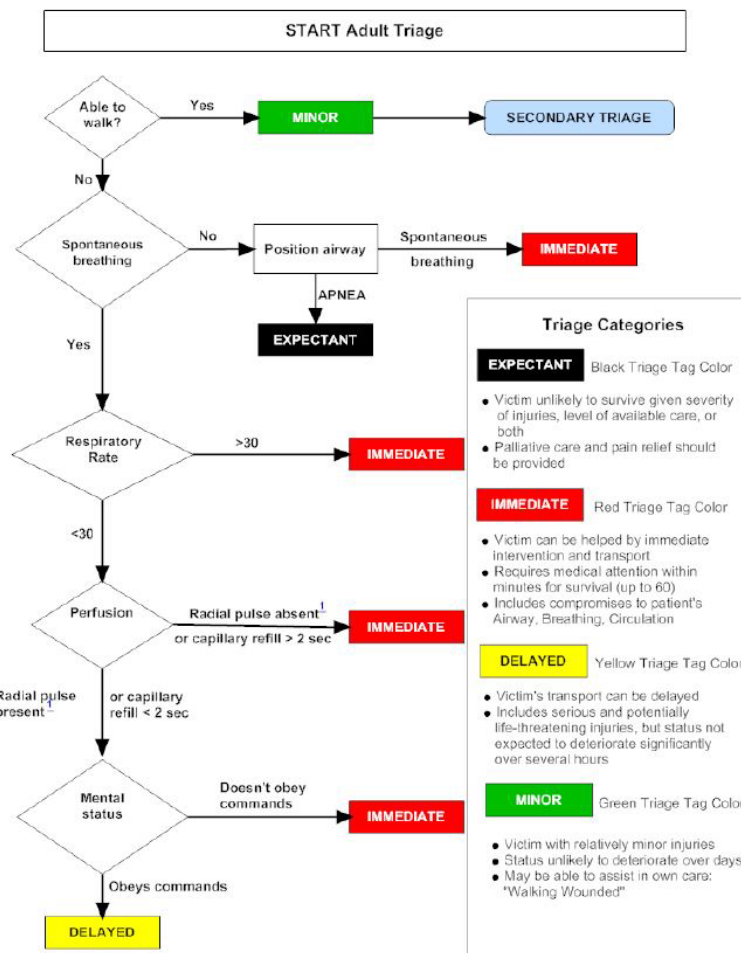 START Adult Triage
Able to
walk?
Yes
MINOR
SECONDARY TRIAGE
No
Spontaneous
breathing
No
Position airway
Spontaneous
breathing
IMMEDIATE
APNEA
EXPECTANT
Yes
Respiratory
Rate
>30
IMMEDIATE
<30
Perfusion
Radial pulse absent1
or capillary refill > 2 sec
IMMEDIATE
Radial pulse
present1
or capillary
refill < 2 sec
Mental
status
Doesn't obey
commands
IMMEDIATE
Obeys commands
DELAYED
Triage Categories
EXPECTANT Black Triage Tag Color
• Victim unlikely to survive given severity
of injuries, level of available care, or
both
• Palliative care and pain relief should
be provided
IMMEDIATE Red Triage Tag Color
• Victim can be helped by immediate
intervention and transport
• Requires medical attention within
minutes for survival (up to 60)
• Includes compromises to patient's
Airway, Breathing, Circulation
DELAYED Yellow Triage Tag Color
• Victim's transport can be delayed
• Includes serious and potentially
life-threatening injuries, but status not
expected to deteriorate significantly
over several hours
MINOR Green Triage Tag Color
• Victim with relatively minor injuries
• Status unlikely to deteriorate over days
• May be able to assist in own care:
"Walking Wounded"